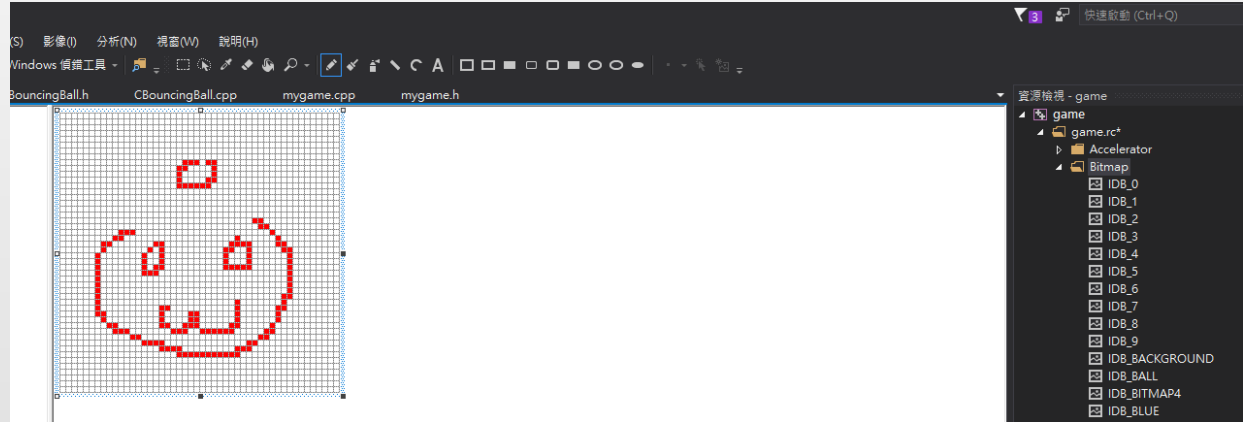 3
快速啟動 (Ctrl+Q)
(S) 影像(I) 分析(N) 視窗(W) 說明(H)
Windows 偵錯工具
A
BouncingBall.h CBouncingBall.cpp mygame.cpp mygame.h
資源檢視 - game
game
game.rc*
Accelerator
Bitmap
IDB_0
IDB_1
IDB_2
IDB_3
IDB_4
IDB_5
IDB_6
IDB_7
IDB_8
IDB_9
IDB_BACKGROUND
IDB_BALL
IDB_BITMAP4
IDB_BLUE